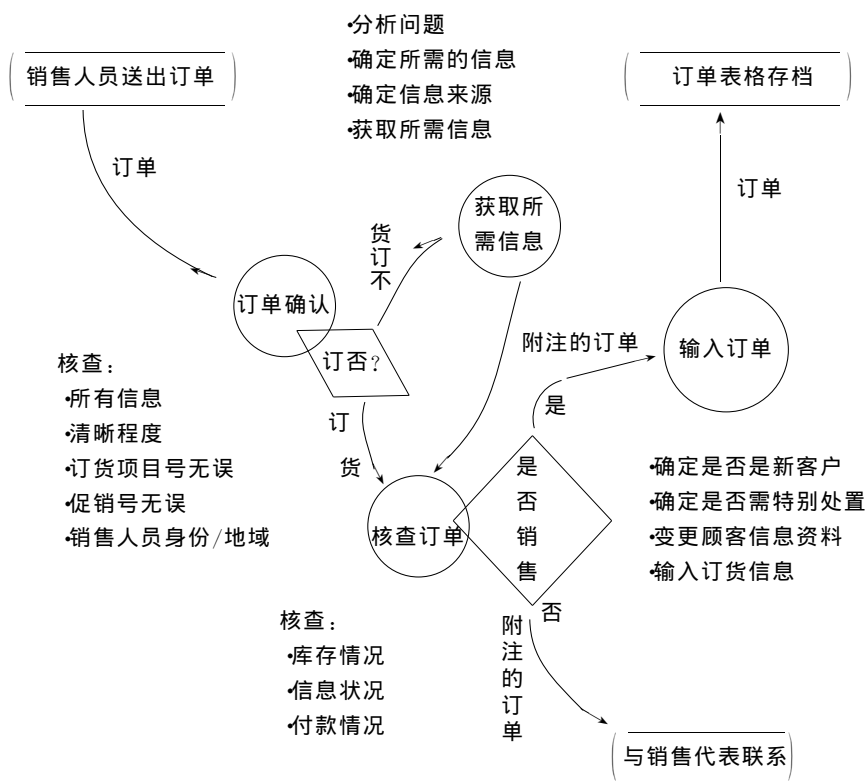 ·分析问题
·确定所需的信息
·确定信息来源
·获取所需信息
销售人员送出订单
订单表格存档
订单
订单
获取所
需信息
货订不
订单确认
订否？
附注的订单
输入订单
核查：
·所有信息
·清晰程度
·订货项目号无误
·促销号无误
·销售人员身份/地域
订
货
是
核查订单
是否销售
·确定是否是新客户
·确定是否需特别处置
·变更顾客信息资料
·输入订货信息
否
核查：
·库存情况
·信息状况
·付款情况
附注的订单
与销售代表联系